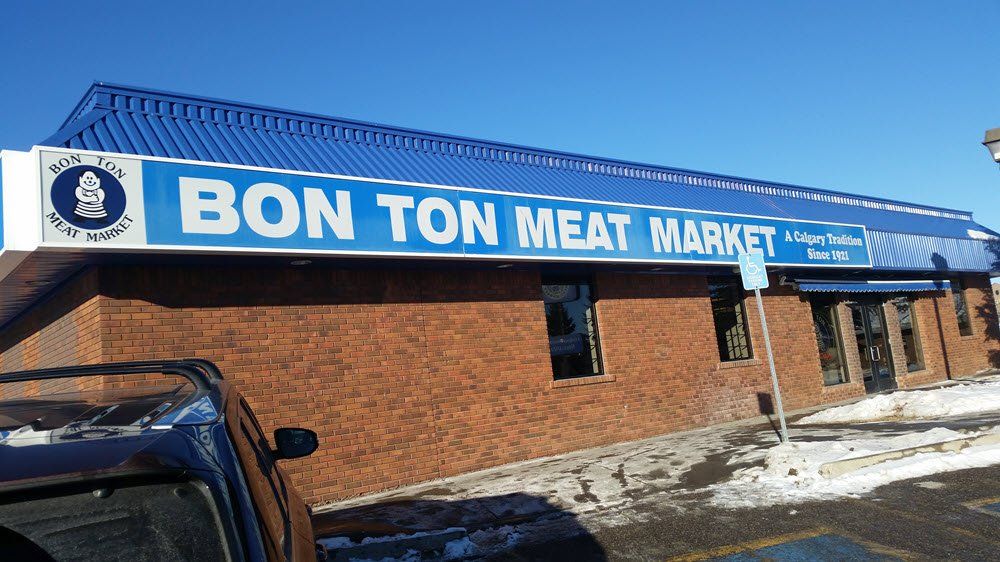 BON TON
MEAT MARKET
BON TON MEAT MARKET
A Calgary Tradition
Since 1921